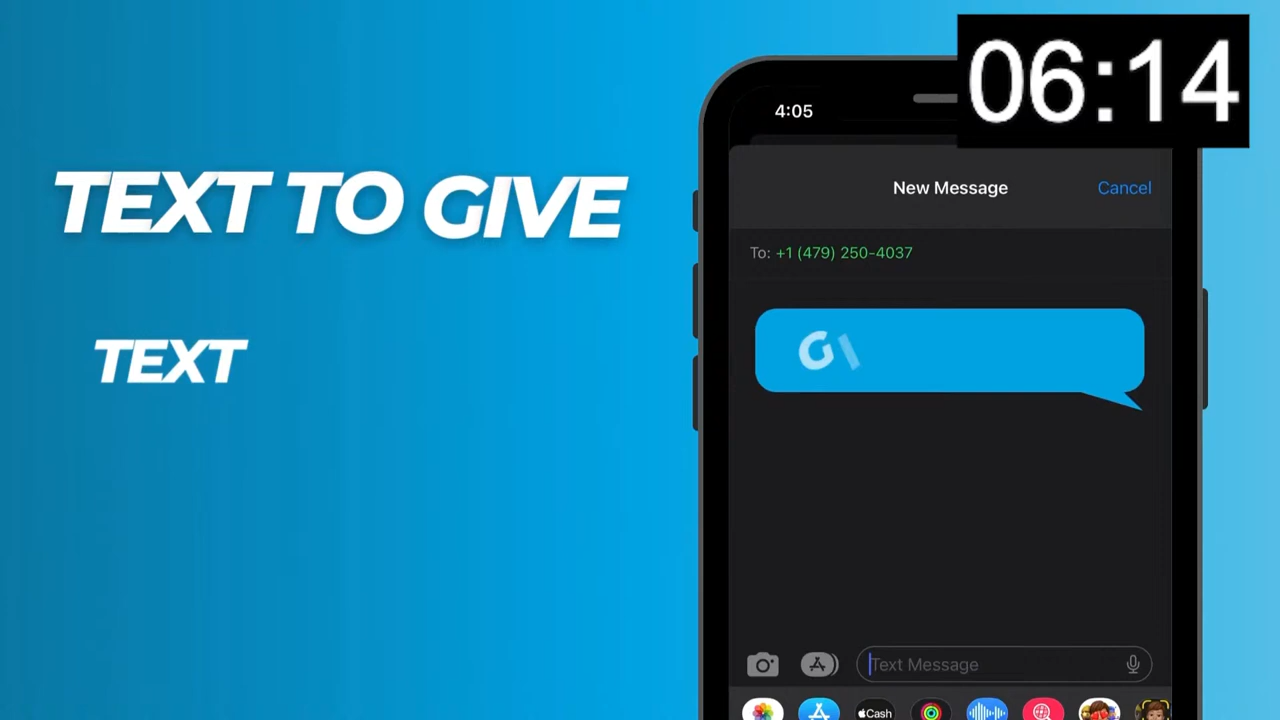 06:14
4:05
TEXT TO GIVE
New Message
Cancel
To: +1 (479) 250-4037
G
TEXT
Text Message
Cash